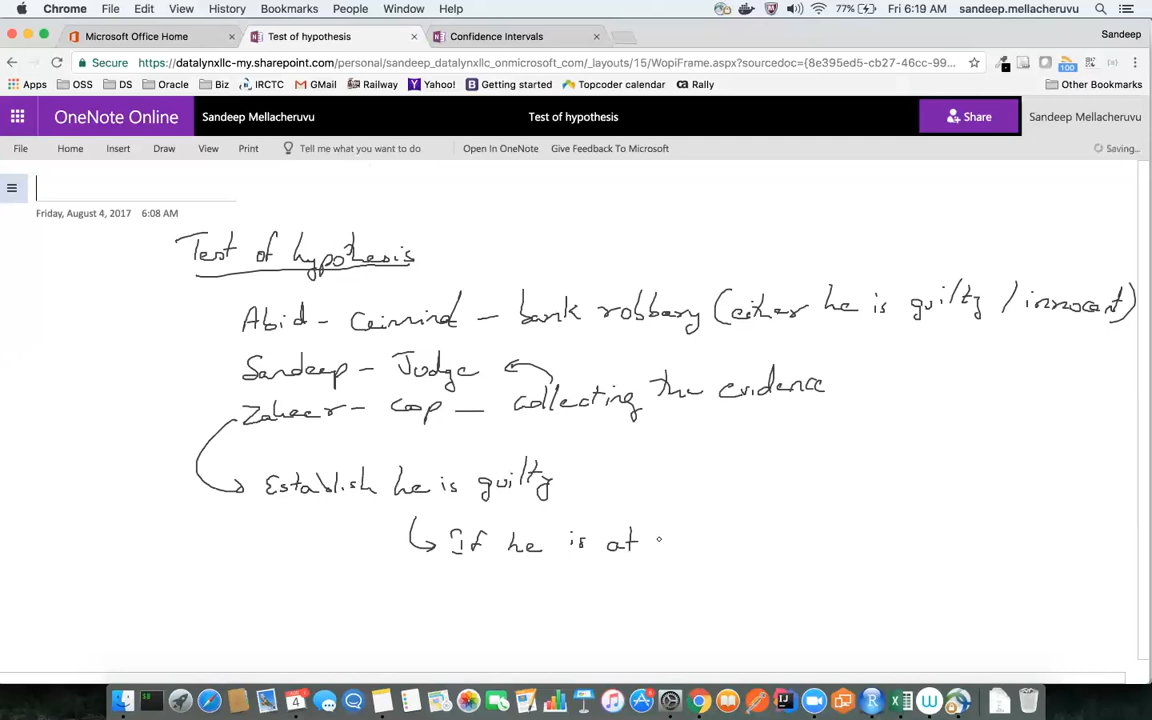 Chrome File Edit View History Bookmarks People Window Help 77% Fri 6:19 AM sandeep.mellacheruvu
Microsoft Office Home Test of hypothesis Confidence Intervals Sandeep
Secure https://datalynxllc-my.sharepoint.com/personal/sandeep_datalynxllc_onmicrosoft_com/_layouts/15/WopiFrame.aspx?sourcedoc={8e395ed5-cb27-46cc-99... 100
Apps OSS DS Oracle Biz IRCTC GMail Railway Yahoo! Getting started Topcoder calendar Rally Other Bookmarks
OneNote Online Sandeep Mellacheruvu Test of hypothesis Share Sandeep Mellacheruvu
File Home Insert Draw View Print Tell me what you want to do Open In OneNote Give Feedback To Microsoft Saving...
Friday, August 4, 2017 6:08 AM
Test of hypothesis
Abid - – bank robbary (either he is guilty / innocent)
Sandeep - Judge
Zaheer - coop — collecting the evidence
Establish he is guilty
If he is at
4